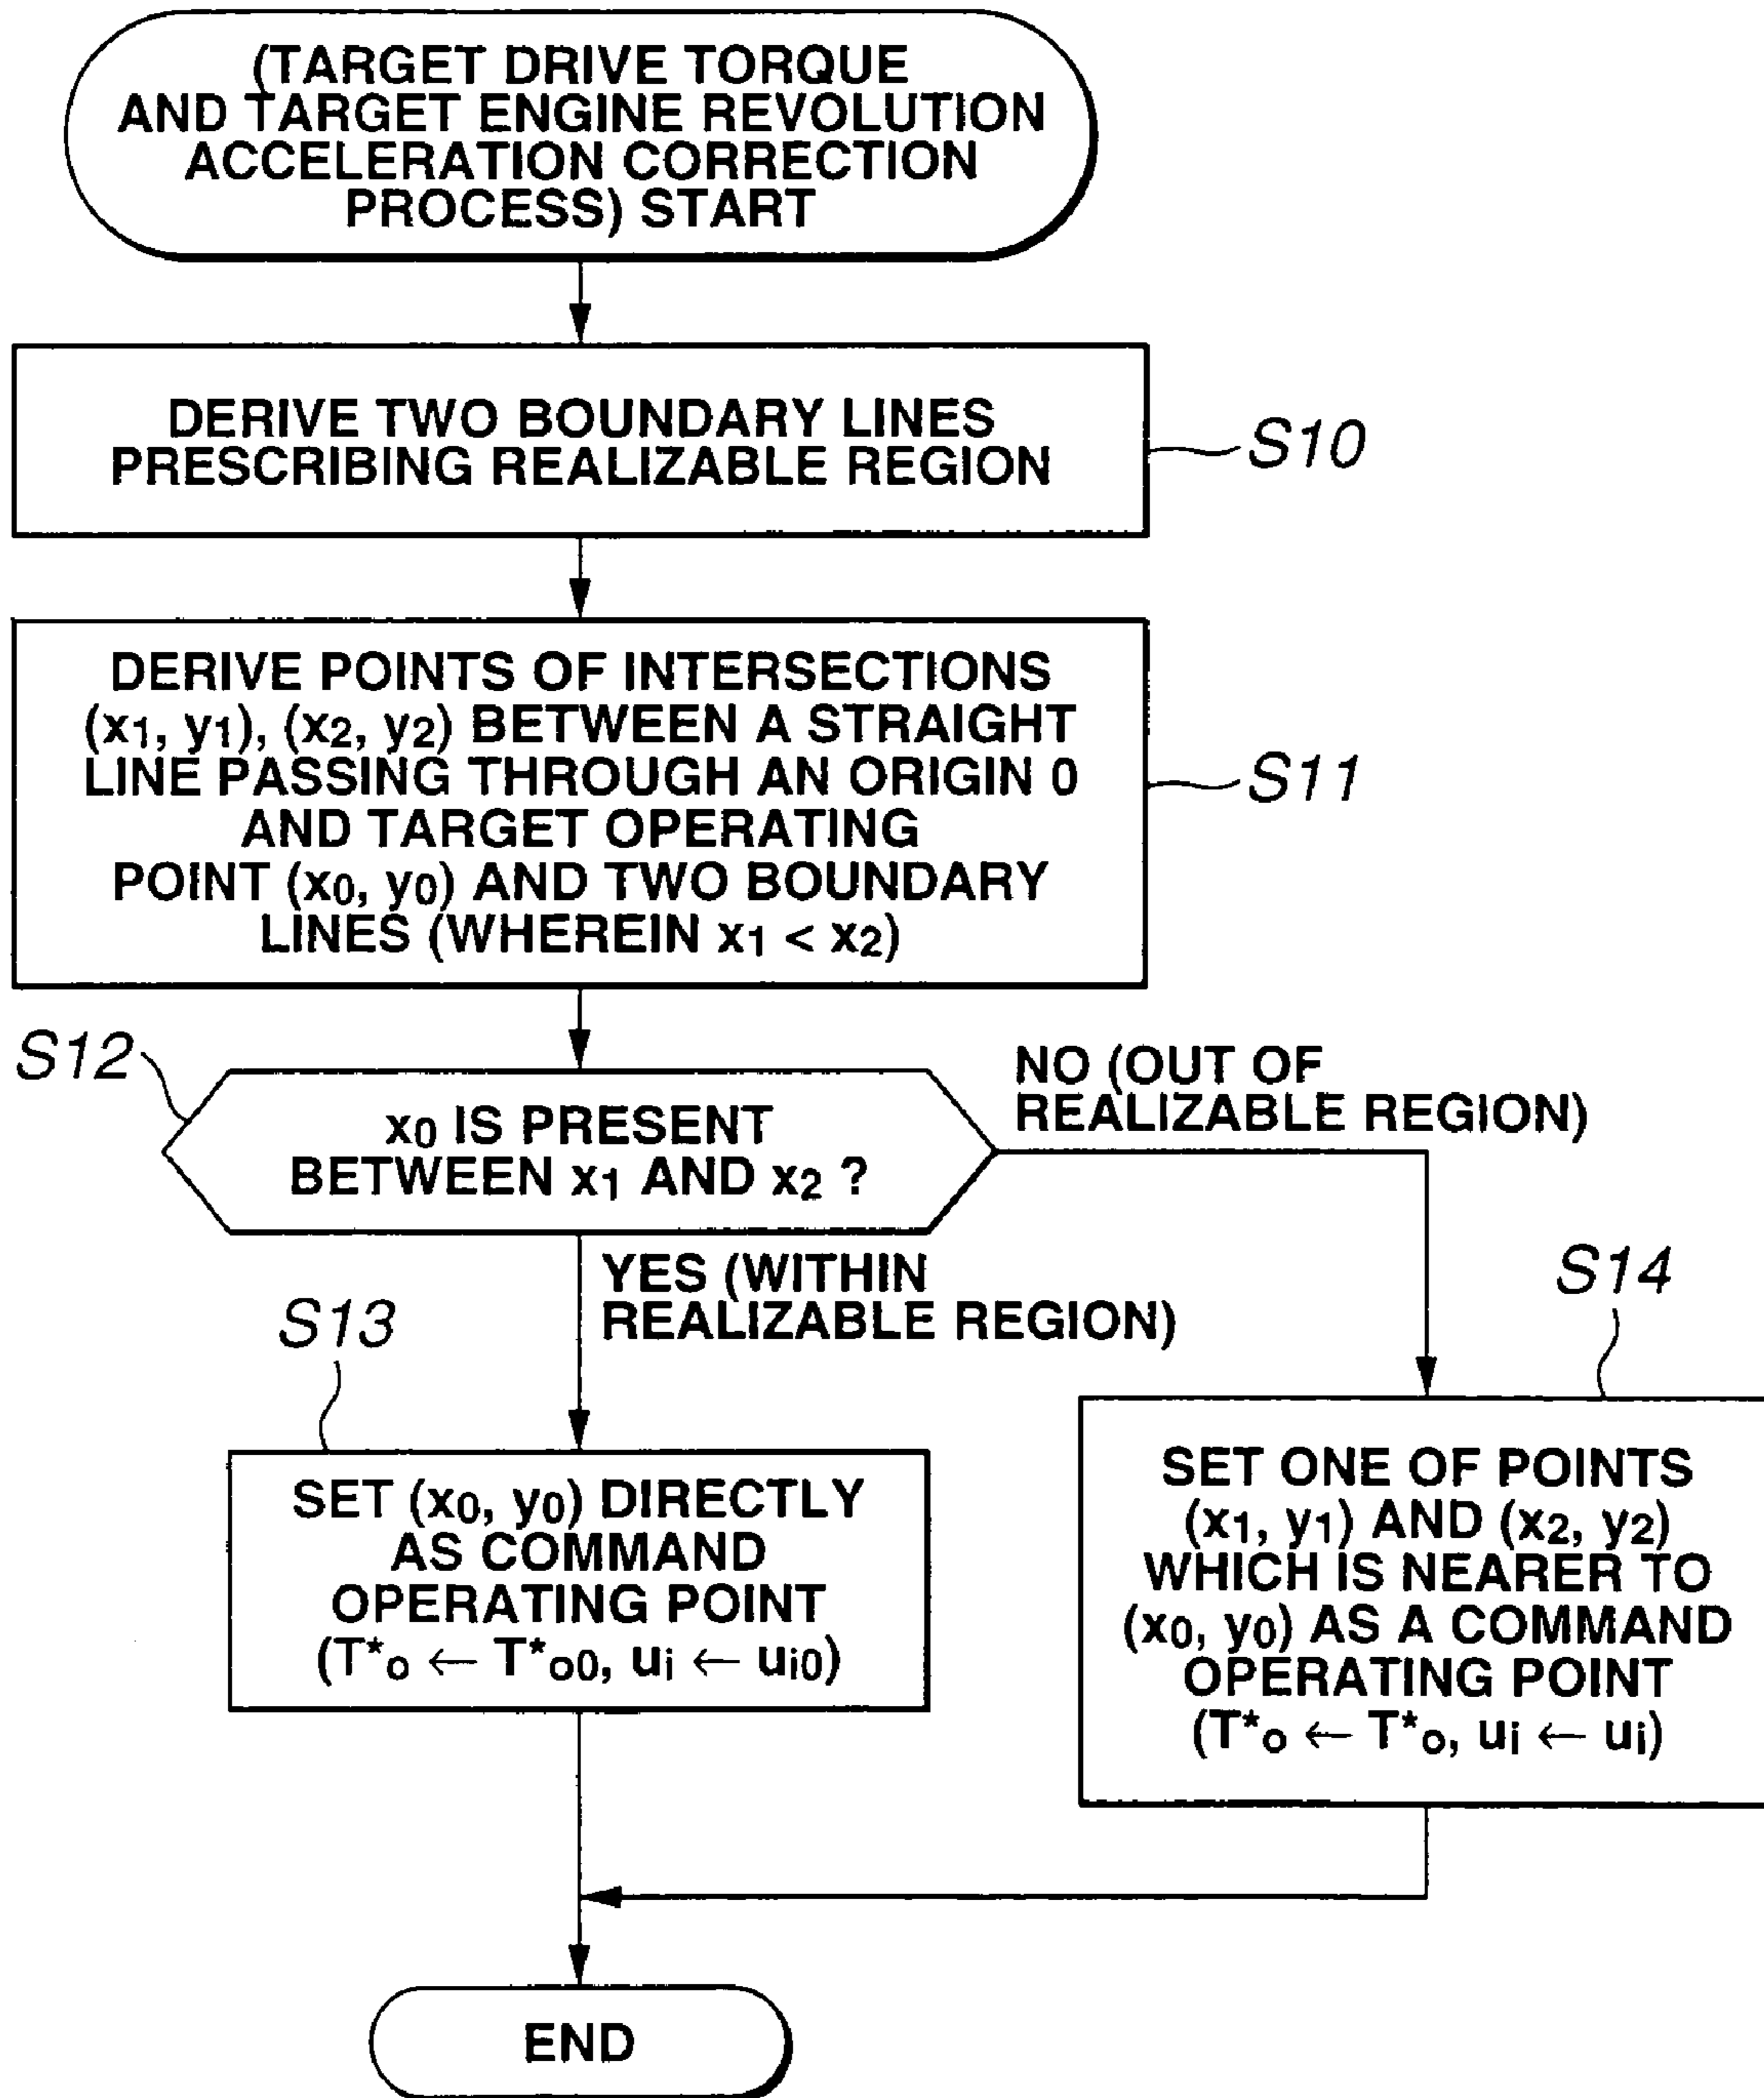 (TARGET DRIVE TORQUE
AND TARGET ENGINE REVOLUTION
ACCELERATION CORRECTION
PROCESS) START
DERIVE TWO BOUNDARY LINES
PRESCRIBING REALIZABLE REGION
S10
DERIVE POINTS OF INTERSECTIONS
(x1, y1), (x2, y2) BETWEEN A STRAIGHT
LINE PASSING THROUGH AN ORIGIN 0
AND TARGET OPERATING
POINT (x0, y0) AND TWO BOUNDARY
LINES (WHEREIN x1 < x2)
S11
S12
x0 IS PRESENT
BETWEEN x1 AND x2 ?
NO (OUT OF
REALIZABLE REGION)
YES (WITHIN
REALIZABLE REGION)
S13
SET (x0, y0) DIRECTLY
AS COMMAND
OPERATING POINT
(T*o ← T*o0, ui ← ui0)
S14
SET ONE OF POINTS
(x1, y1) AND (x2, y2)
WHICH IS NEARER TO
(x0, y0) AS A COMMAND
OPERATING POINT
(T*o ← T*o, ui ← ui)
END